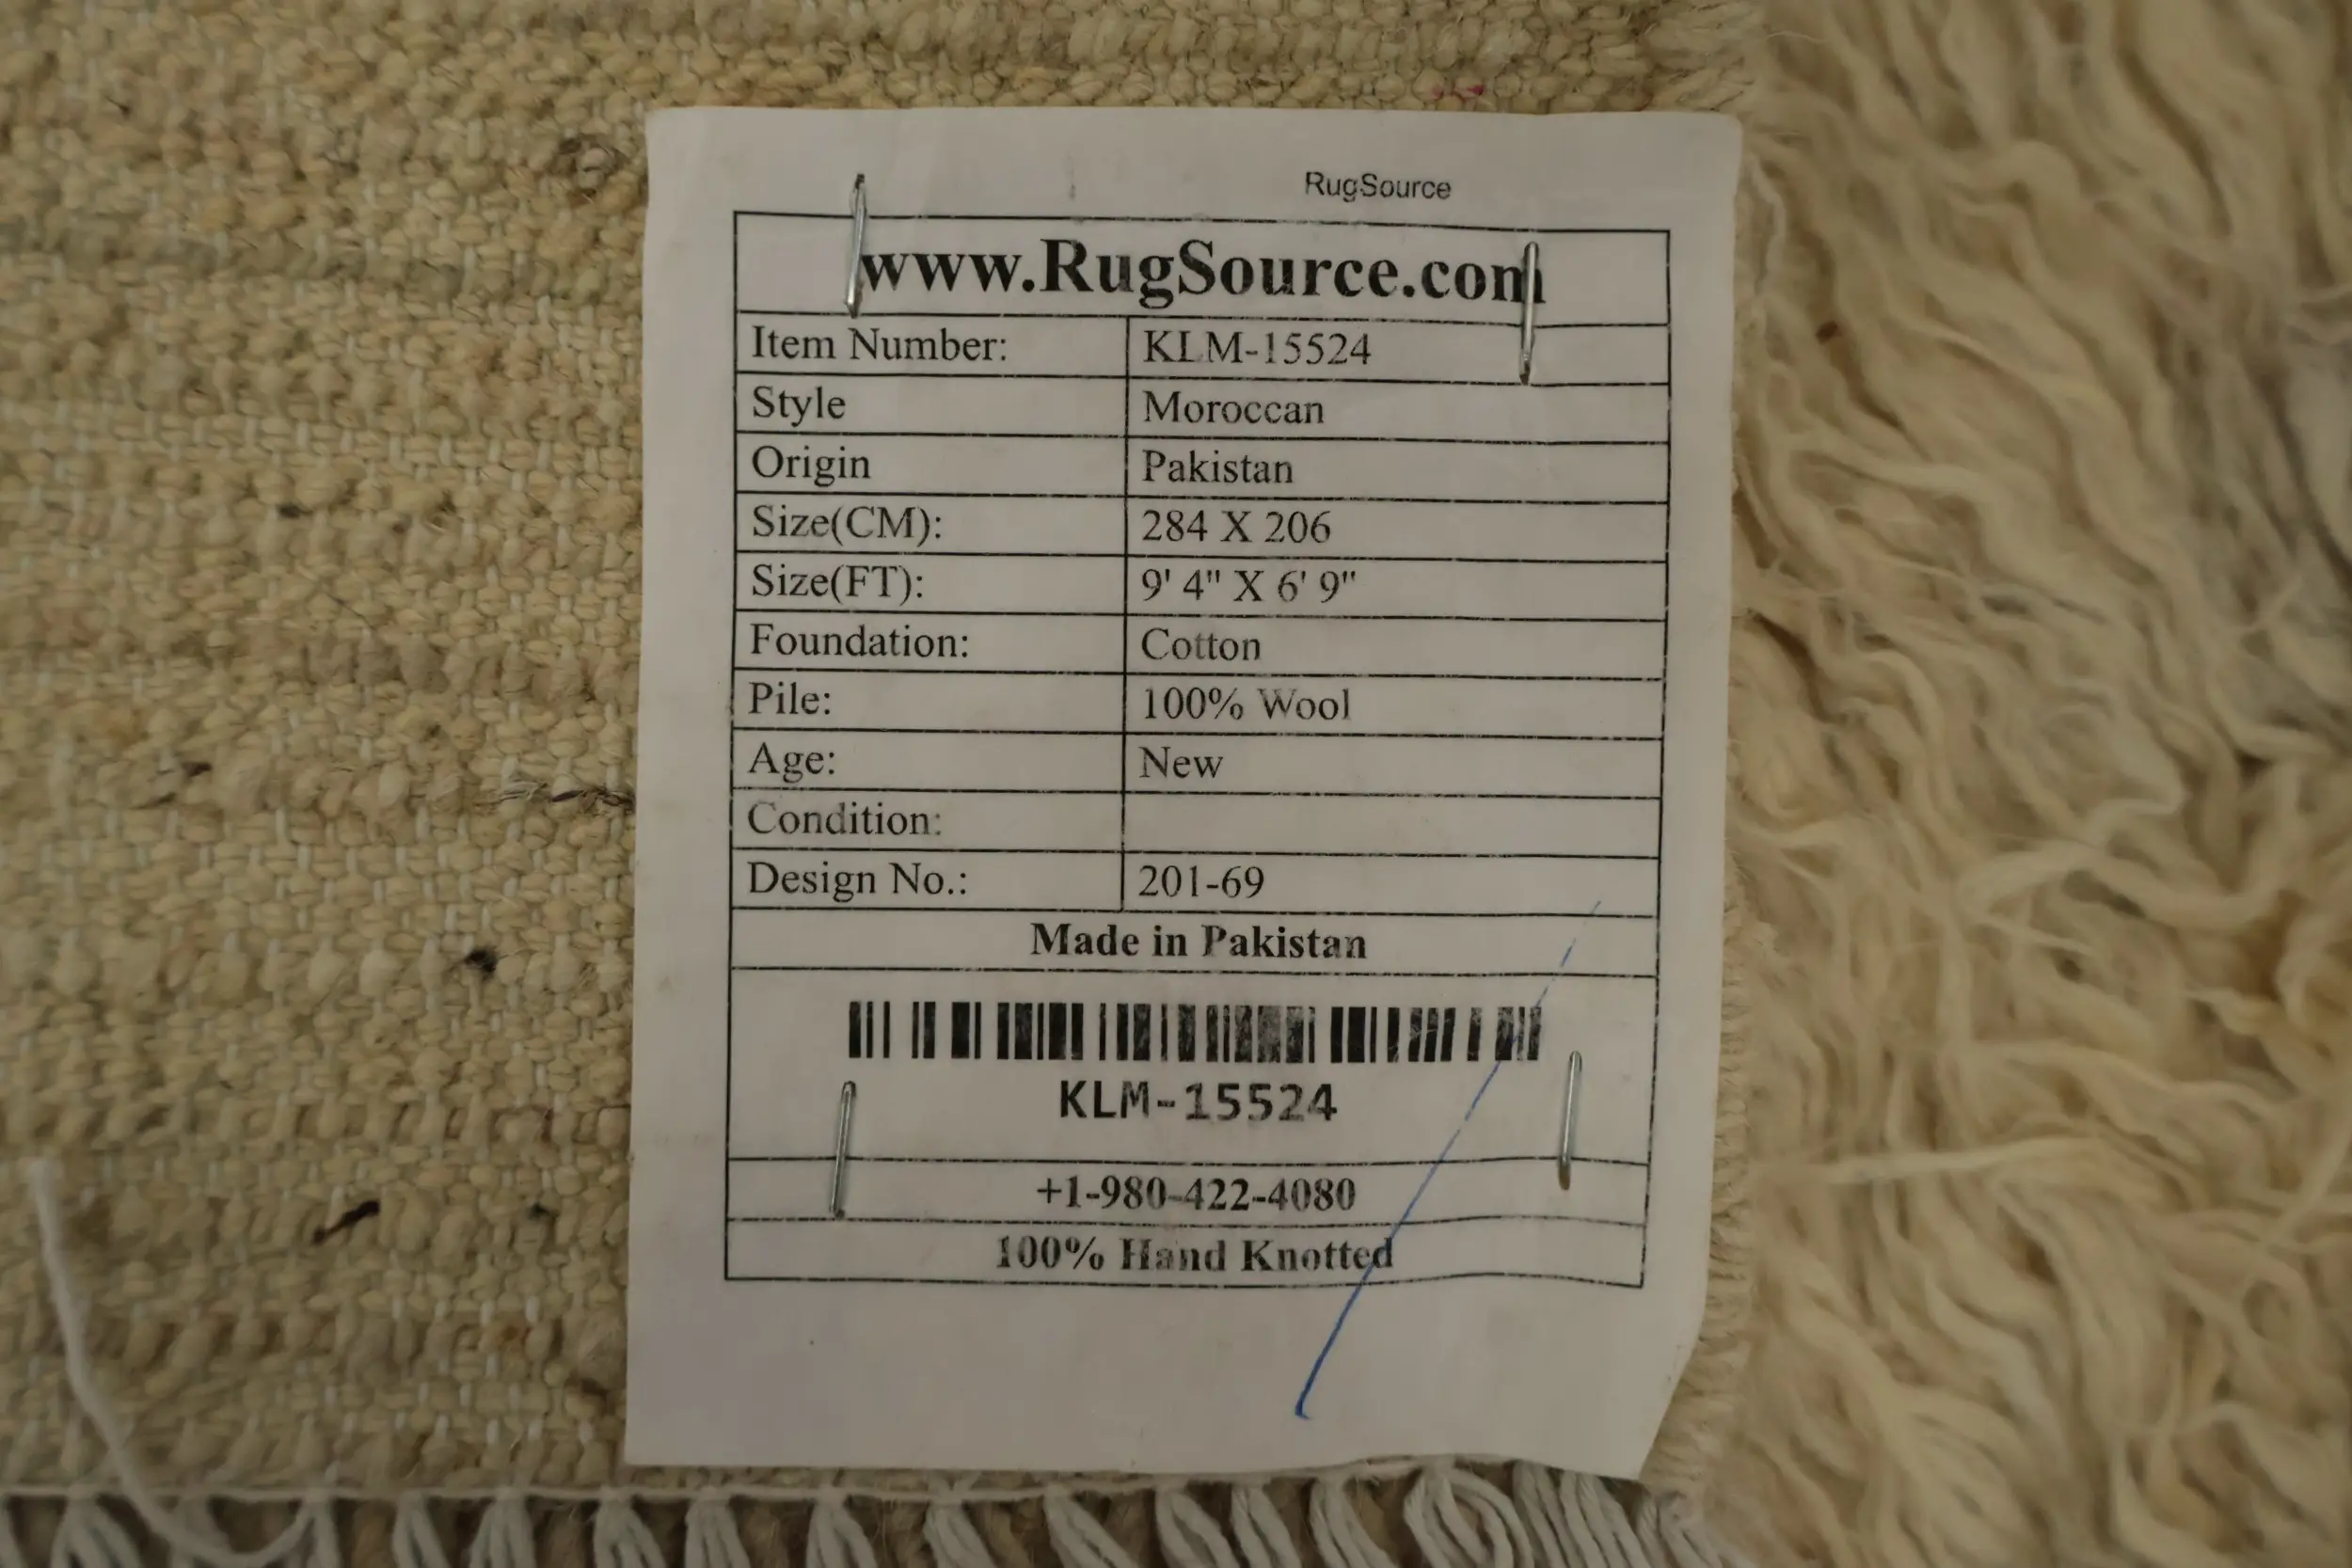 RugSource
www.RugSource.com
Item Number: KLM-15524
Style Moroccan
Origin Pakistan
Size(CM): 284 X 206
Size(FT): 9' 4" X 6' 9"
Foundation: Cotton
Pile: 100% Wool
Age: New
Condition:
Design No.: 201-69
Made in Pakistan
KLM-15524
+1-980-422-4080
100% Hand Knotted